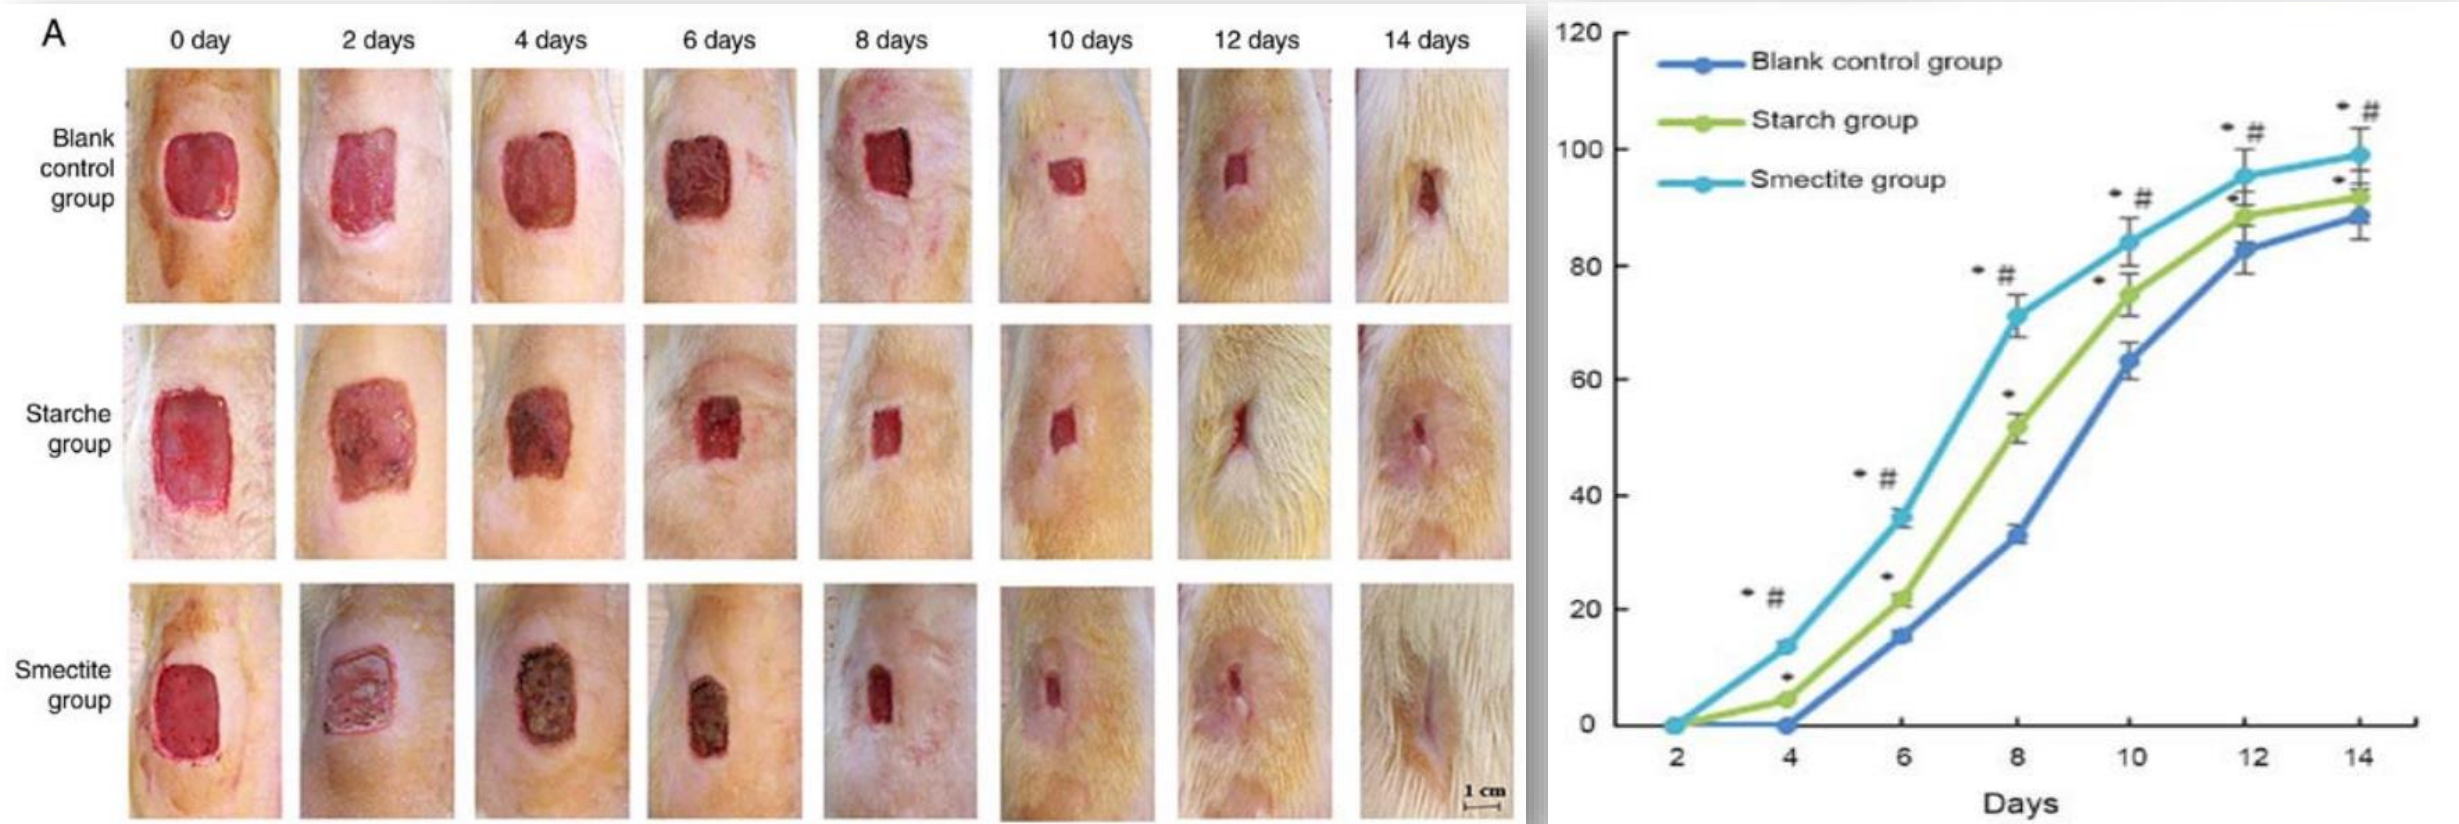 A
0 day 2 days 4 days 6 days 8 days 10 days 12 days 14 days
Blank
control
group
Starche
group
Smectite
group
1 cm
120
100
80
60
40
20
0
Blank control group
Starch group
Smectite group
* #
*
* #
*
* #
*
* #
*
* #
*
* #
*
2 4 6 8 10 12 14
Days